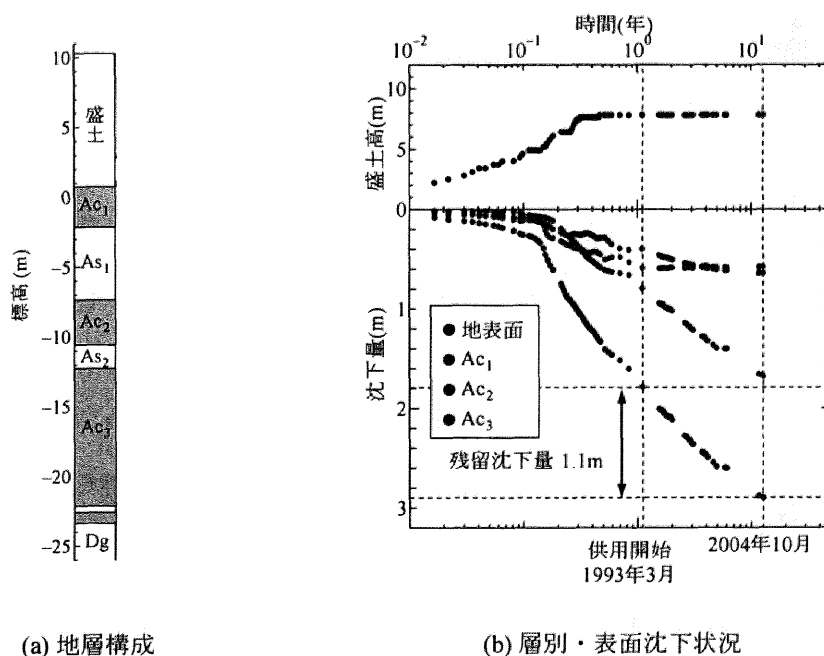 時間(年)
10⁻² 10⁻¹ 10⁰ 10¹
10
5
0
−5
−10
−15
−20
−25
標高 (m)
盛土
Ac₁
As₁
Ac₂
As₂
Ac₃
Dg
10
5
0
盛土高(m)
1
2
3
沈下量(m)
地表面
Ac₁
Ac₂
Ac₃
残留沈下量 1.1m
供用開始
1993年3月
2004年10月
(a) 地層構成
(b) 層別・表面沈下状況